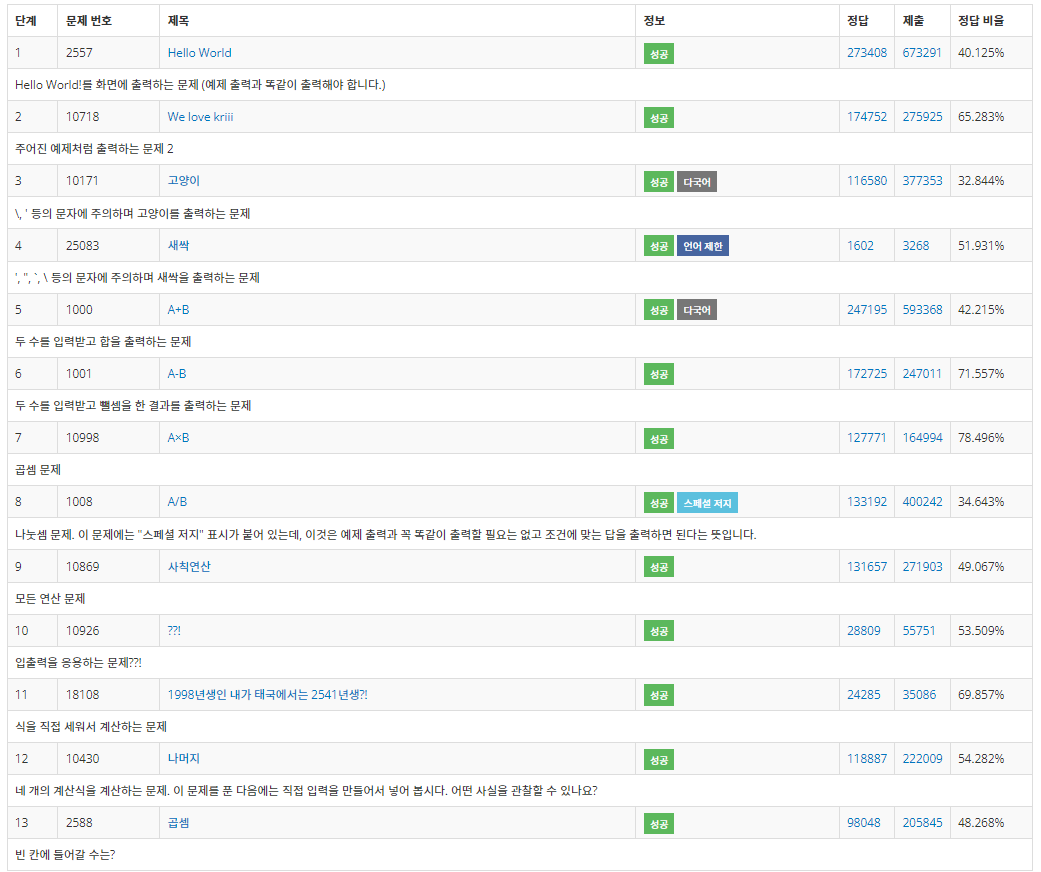 단계 문제 번호 제목 정보 정답 제출 정답 비율
1 2557 Hello World 성공 273408 673291 40.125%
Hello World!를 화면에 출력하는 문제 (예제 출력과 똑같이 출력해야 합니다.)
2 10718 We love kriii 성공 174752 275925 65.283%
주어진 예제처럼 출력하는 문제 2
3 10171 고양이 성공 다국어 116580 377353 32.844%
\, ' 등의 문자에 주의하며 고양이를 출력하는 문제
4 25083 새싹 성공 언어 제한 1602 3268 51.931%
', ", `, \ 등의 문자에 주의하며 새싹을 출력하는 문제
5 1000 A+B 성공 다국어 247195 593368 42.215%
두 수를 입력받고 합을 출력하는 문제
6 1001 A-B 성공 172725 247011 71.557%
두 수를 입력받고 뺄셈을 한 결과를 출력하는 문제
7 10998 A×B 성공 127771 164994 78.496%
곱셈 문제
8 1008 A/B 성공 스페셜 저지 133192 400242 34.643%
나눗셈 문제. 이 문제에는 "스페셜 저지" 표시가 붙어 있는데, 이것은 예제 출력과 꼭 똑같이 출력할 필요는 없고 조건에 맞는 답을 출력하면 된다는 뜻입니다.
9 10869 사칙연산 성공 131657 271903 49.067%
모든 연산 문제
10 10926 ??! 성공 28809 55751 53.509%
입출력을 응용하는 문제??!
11 18108 1998년생인 내가 태국에서는 2541년생?! 성공 24285 35086 69.857%
식을 직접 세워서 계산하는 문제
12 10430 나머지 성공 118887 222009 54.282%
네 개의 계산식을 계산하는 문제. 이 문제를 푼 다음에는 직접 입력을 만들어서 넣어 봅시다. 어떤 사실을 관찰할 수 있나요?
13 2588 곱셈 성공 98048 205845 48.268%
빈 칸에 들어갈 수는?